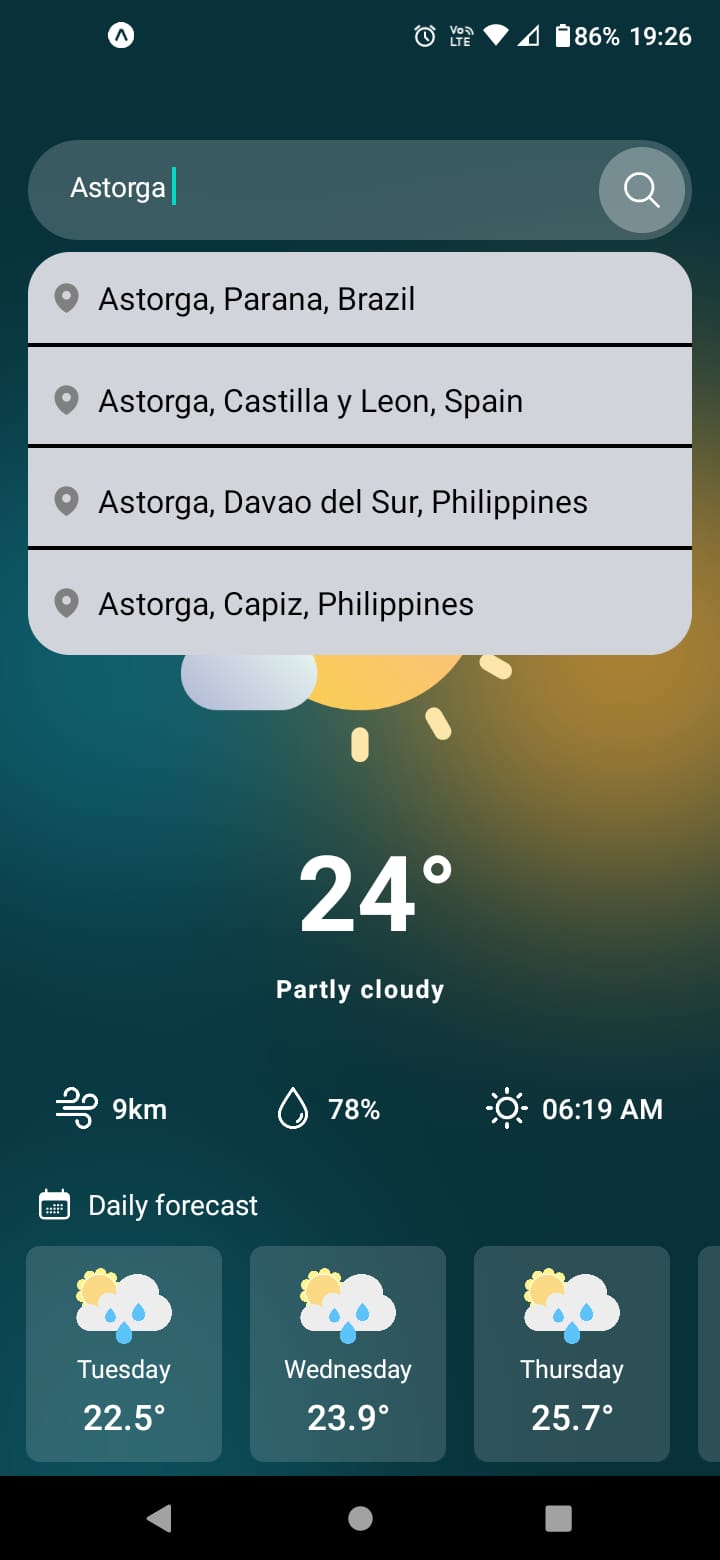 Vo LTE 86% 19:26
Astorga
Astorga, Parana, Brazil
Astorga, Castilla y Leon, Spain
Astorga, Davao del Sur, Philippines
Astorga, Capiz, Philippines
24°
Partly cloudy
9km 78% 06:19 AM
Daily forecast
Tuesday Wednesday Thursday
22.5° 23.9° 25.7°